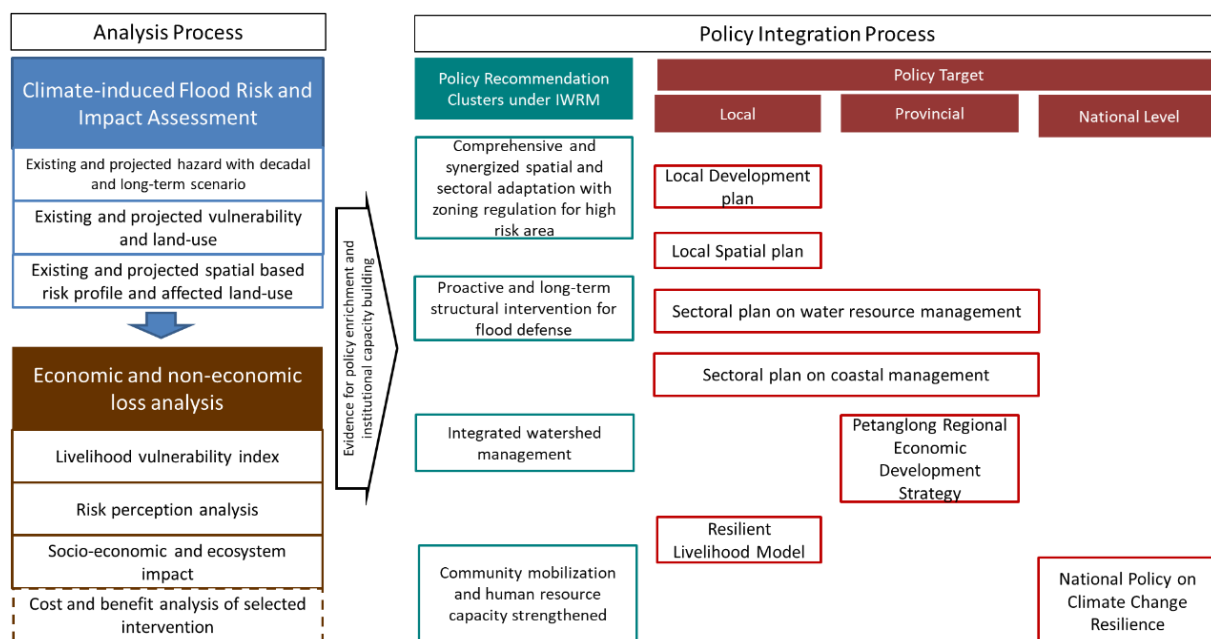 Analysis Process
Climate-induced Flood Risk and
Impact Assessment
Existing and projected hazard with decadal
and long-term scenario
Existing and projected vulnerability
and land-use
Existing and projected spatial based
risk profile and affected land-use
Economic and non-economic
loss analysis
Livelihood vulnerability index
Risk perception analysis
Socio-economic and ecosystem
impact
Cost and benefit analysis of selected
intervention
Evidence for policy enrichment and
institutional capacity building
Policy Integration Process
Policy Recommendation
Clusters under IWRM
Comprehensive and
synergized spatial and
sectoral adaptation with
zoning regulation for high
risk area
Proactive and long-term
structural intervention for
flood defense
Integrated watershed
management
Community mobilization
and human resource
capacity strengthened
Policy Target
Local
Provincial
National Level
Local Development
plan
Local Spatial plan
Sectoral plan on water resource management
Sectoral plan on coastal management
Petanglong Regional
Economic
Development
Strategy
Resilient
Livelihood Model
National Policy on
Climate Change
Resilience